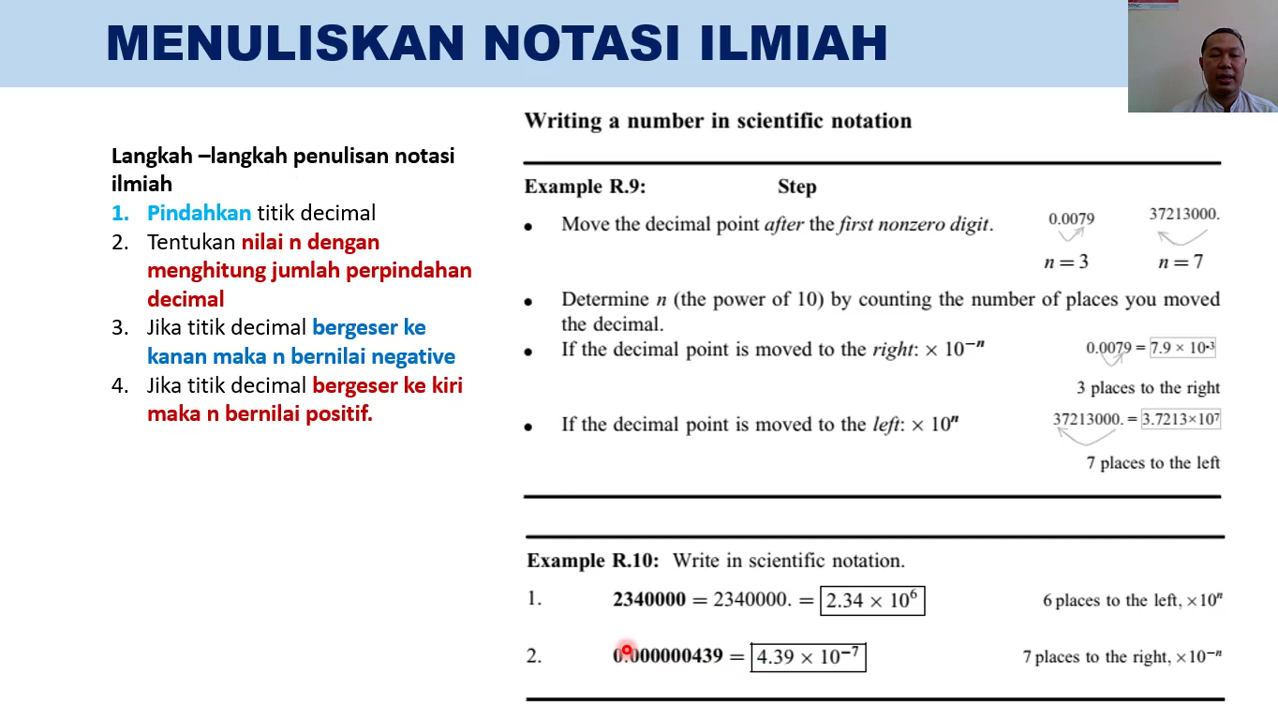 MENULISKAN NOTASI ILMIAH
Langkah –langkah penulisan notasi
ilmiah
1. Pindahkan titik decimal
2. Tentukan nilai n dengan
menghitung jumlah perpindahan
decimal
3. Jika titik decimal bergeser ke
kanan maka n bernilai negative
4. Jika titik decimal bergeser ke kiri
maka n bernilai positif.
Writing a number in scientific notation
Example R.9: Step
• Move the decimal point after the first nonzero digit. 0.0079 37213000.
n = 3 n = 7
• Determine n (the power of 10) by counting the number of places you moved
the decimal.
• If the decimal point is moved to the right: × 10⁻ⁿ 0.0079 = 7.9 × 10⁻³
3 places to the right
• If the decimal point is moved to the left: × 10ⁿ 37213000. = 3.7213×10⁷
7 places to the left
Example R.10: Write in scientific notation.
1. 2340000 = 2340000. = 2.34 × 10⁶ 6 places to the left, ×10ⁿ
2. 0.000000439 = 4.39 × 10⁻⁷ 7 places to the right, ×10⁻ⁿ